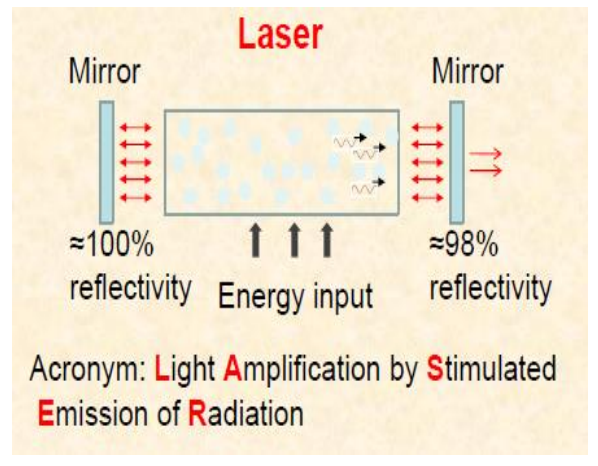 Laser
Mirror
Mirror
≈100%
reflectivity
Energy input
≈98%
reflectivity
Acronym: Light Amplification by Stimulated
Emission of Radiation